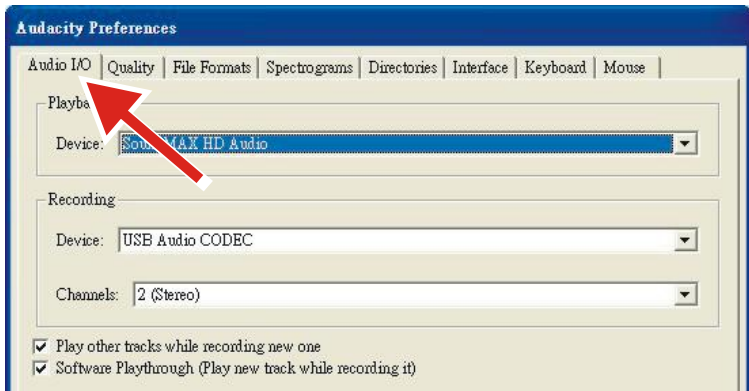 Audacity Preferences
Audio I/O Quality File Formats Spectrograms Directories Interface Keyboard Mouse
Device: HD Audio
Recording
Device: USB Audio CODEC
Channels: 2 (Stereo)
Play other tracks while recording new one
Software Playthrough (Play new track while recording it)